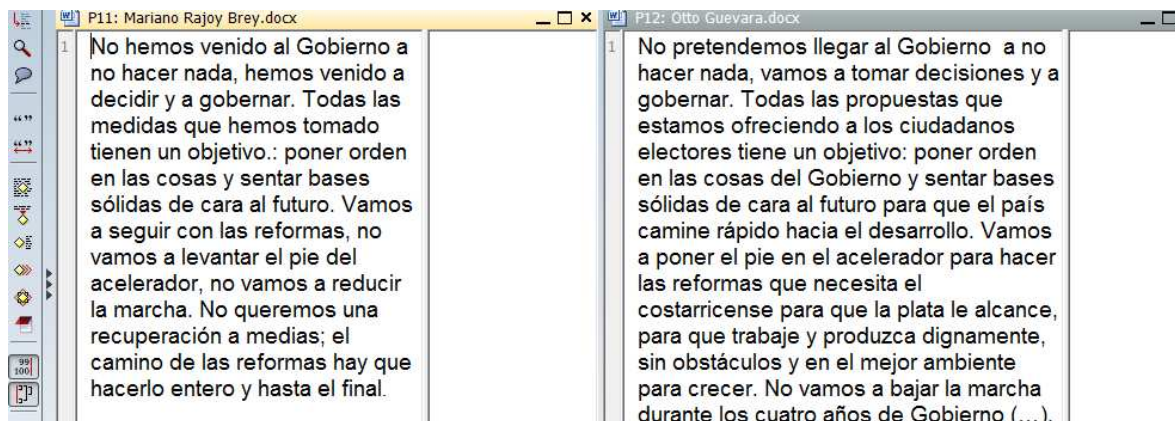 P11: Mariano Rajoy Brey.docx
1
No hemos venido al Gobierno a
no hacer nada, hemos venido a
decidir y a gobernar. Todas las
medidas que hemos tomado
tienen un objetivo.: poner orden
en las cosas y sentar bases
sólidas de cara al futuro. Vamos
a seguir con las reformas, no
vamos a levantar el pie del
acelerador, no vamos a reducir
la marcha. No queremos una
recuperación a medias; el
camino de las reformas hay que
hacerlo entero y hasta el final.
P12: Otto Guevara.docx
1
No pretendemos llegar al Gobierno  a no
hacer nada, vamos a tomar decisiones y a
gobernar. Todas las propuestas que
estamos ofreciendo a los ciudadanos
electores tiene un objetivo: poner orden
en las cosas del Gobierno y sentar bases
sólidas de cara al futuro para que el país
camine rápido hacia el desarrollo. Vamos
a poner el pie en el acelerador para hacer
las reformas que necesita el
costarricense para que la plata le alcance,
para que trabaje y produzca dignamente,
sin obstáculos y en el mejor ambiente
para crecer. No vamos a bajar la marcha
durante los cuatro años de Gobierno (...).
99
100